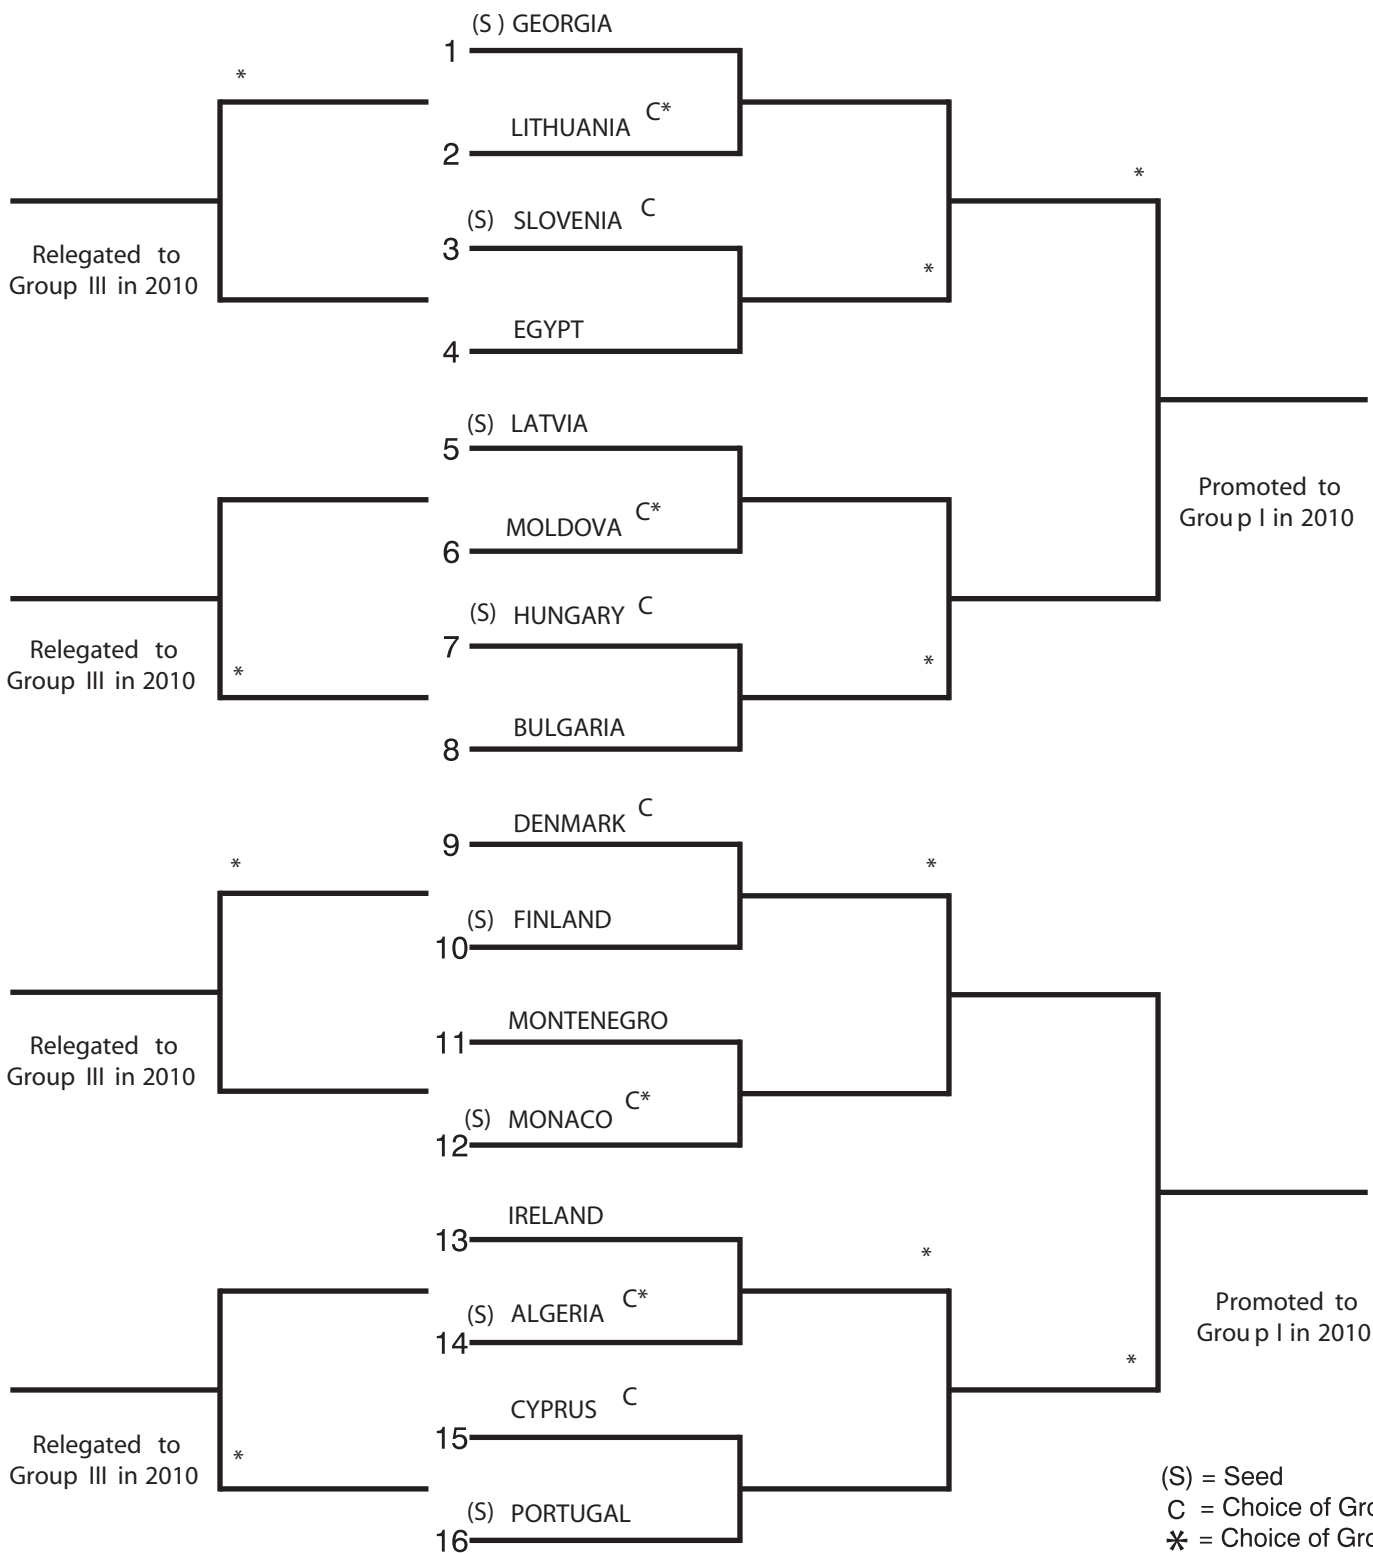 (S ) GEORGIA
1
*
LITHUANIA C*
2
*
(S) SLOVENIA C
3
Relegated to
Group III in 2010
*
EGYPT
4
(S) LATVIA
5
Promoted to
Group I in 2010
MOLDOVA C*
6
(S) HUNGARY C
7
Relegated to
Group III in 2010
*
*
BULGARIA
8
DENMARK C
9
*
*
(S) FINLAND
10
MONTENEGRO
11
Relegated to
Group III in 2010
(S) MONACO C*
12
IRELAND
13
*
(S) ALGERIA C*
14
Promoted to
Group I in 2010
*
CYPRUS C
15
Relegated to
Group III in 2010
*
(S) PORTUGAL
16
(S) = Seed
C = Choice of
* = Choice of